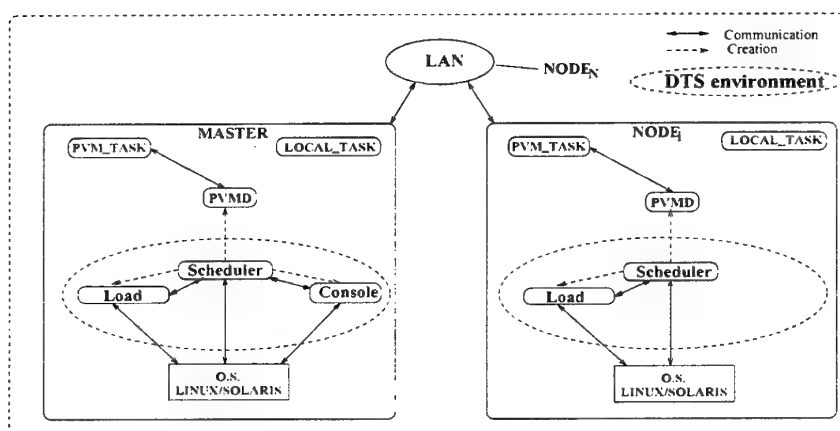 Communication
Creation
DTS environment
LAN
NODE_N
MASTER
PVM_TASK
LOCAL_TASK
PVMD
Scheduler
Load
Console
O.S.
LINUX/SOLARIS
NODE_i
PVM_TASK
LOCAL_TASK
PVMD
Scheduler
Load
O.S.
LINUX/SOLARIS